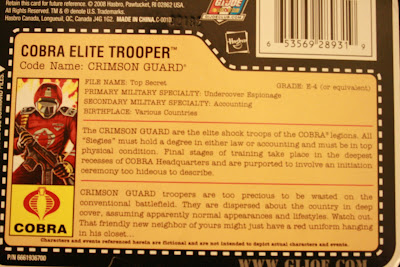 Retain this card for future reference. © 2008 Hasbro, Pawtucket, RI 02862 USA. All Rights Reserved.
Hasbro Canada, Longueuil, QC, Canada J4G 1G2. MADE IN CHINA.
TM & ® denote U.S. Trademarks.
6 53569 28931 9
COBRA ELITE TROOPER™
Code Name: CRIMSON GUARD®
Hasbro
FILE NAME: Top Secret
GRADE: E-4 (or equivalent)
PRIMARY MILITARY SPECIALTY: Undercover Espionage
SECONDARY MILITARY SPECIALTY: Accounting
BIRTHPLACE: Various Countries
The CRIMSON GUARD are the elite shock troops of the COBRA® legions. All
"Siegies" must hold a degree in either law or accounting and must be in top
physical condition. Final stages of training take place in the deepest
recesses of COBRA Headquarters and are purported to involve an initiation
ceremony too hideous to describe.
CRIMSON GUARD troopers are too precious to be wasted on the
conventional battlefield. They are dispersed about the country in deep
cover, assuming apparently normal appearances and lifestyles. Watch out.
That friendly new neighbor of yours might just have a red uniform hanging
in his closet...
Characters and events referenced herein are fictional and are not intended to depict actual characters and events.
COBRA
P/N 6661936700